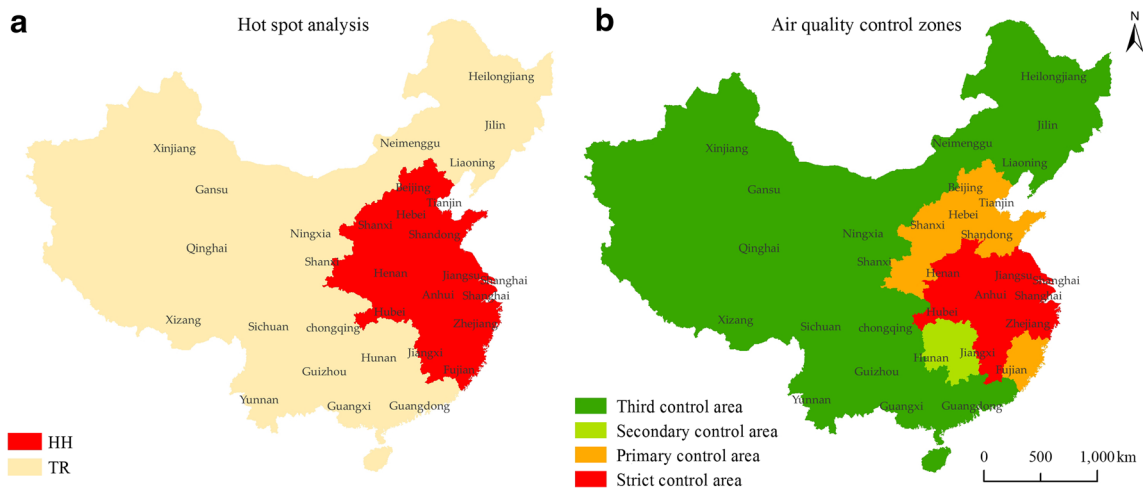 a
Hot spot analysis
Heilongjiang
Jilin
Neimenggu
Liaoning
Xinjiang
Beijing
Gansu
Tianjin
Hebei
Shanxi
Shandong
Ningxia
Qinghai
Shanxi
Henan
Jiangsu
Shanghai
Anhui
Shanghai
Hubei
Zhejiang
Xizang
Sichuan
chongqing
Hunan
Jiangxi
Guizhou
Fujian
Yunnan
Guangxi
Guangdong
HH
TR
b
Air quality control zones
N
Heilongjiang
Jilin
Neimenggu
Liaoning
Xinjiang
Beijing
Gansu
Tianjin
Hebei
Shanxi
Shandong
Ningxia
Qinghai
Shanxi
Henan
Jiangsu
Shanghai
Anhui
Shanghai
Hubei
Zhejiang
Xizang
Sichuan
chongqing
Hunan
Jiangxi
Guizhou
Fujian
Yunnan
Guangxi
Guangdong
Third control area
Secondary control area
Primary control area
Strict control area
0 500 1,000 km